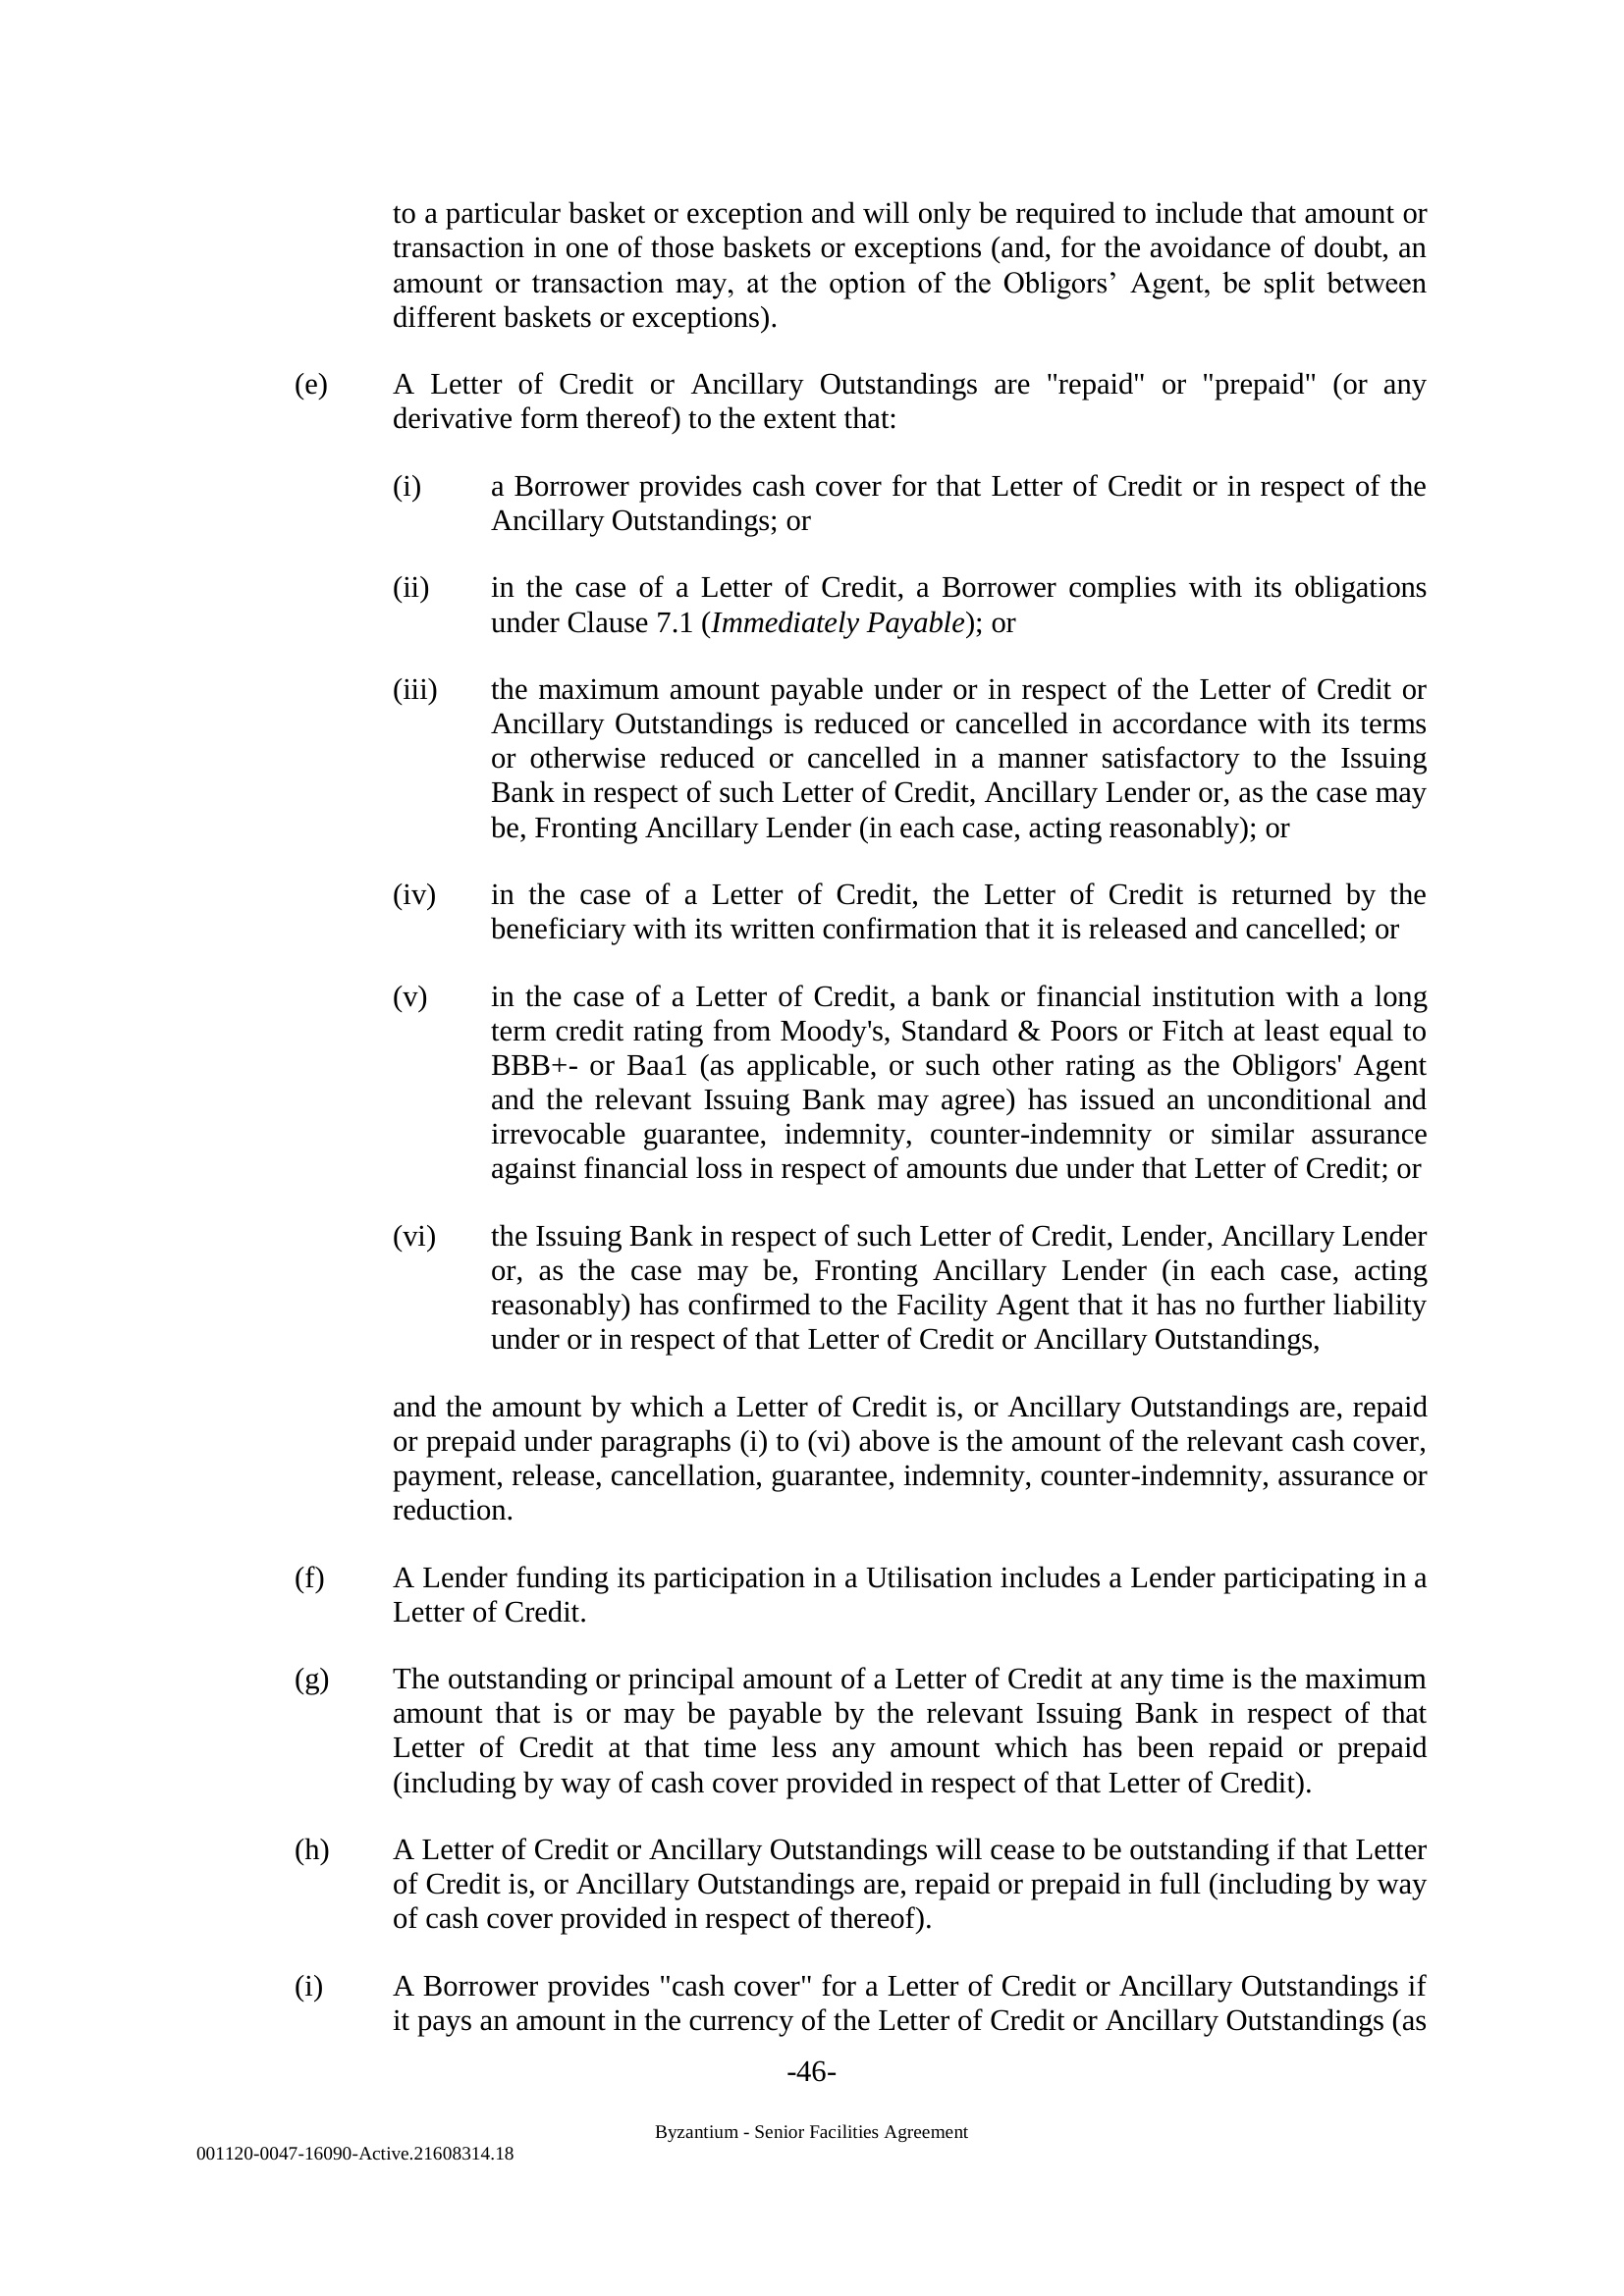 to a particular basket or exception and will only be required to include that amount or
transaction in one of those baskets or exceptions (and, for the avoidance of doubt, an
amount or transaction may, at the option of the Obligors’ Agent, be split between
different baskets or exceptions).
(e) A Letter of Credit or Ancillary Outstandings are "repaid" or "prepaid" (or any
derivative form thereof) to the extent that:
(i) a Borrower provides cash cover for that Letter of Credit or in respect of the
Ancillary Outstandings; or
(ii) in the case of a Letter of Credit, a Borrower complies with its obligations
under Clause 7.1 (Immediately Payable); or
(iii) the maximum amount payable under or in respect of the Letter of Credit or
Ancillary Outstandings is reduced or cancelled in accordance with its terms
or otherwise reduced or cancelled in a manner satisfactory to the Issuing
Bank in respect of such Letter of Credit, Ancillary Lender or, as the case may
be, Fronting Ancillary Lender (in each case, acting reasonably); or
(iv) in the case of a Letter of Credit, the Letter of Credit is returned by the
beneficiary with its written confirmation that it is released and cancelled; or
(v) in the case of a Letter of Credit, a bank or financial institution with a long
term credit rating from Moody's, Standard & Poors or Fitch at least equal to
BBB+- or Baa1 (as applicable, or such other rating as the Obligors' Agent
and the relevant Issuing Bank may agree) has issued an unconditional and
irrevocable guarantee, indemnity, counter-indemnity or similar assurance
against financial loss in respect of amounts due under that Letter of Credit; or
(vi) the Issuing Bank in respect of such Letter of Credit, Lender, Ancillary Lender
or, as the case may be, Fronting Ancillary Lender (in each case, acting
reasonably) has confirmed to the Facility Agent that it has no further liability
under or in respect of that Letter of Credit or Ancillary Outstandings,
and the amount by which a Letter of Credit is, or Ancillary Outstandings are, repaid
or prepaid under paragraphs (i) to (vi) above is the amount of the relevant cash cover,
payment, release, cancellation, guarantee, indemnity, counter-indemnity, assurance or
reduction.
(f) A Lender funding its participation in a Utilisation includes a Lender participating in a
Letter of Credit.
(g) The outstanding or principal amount of a Letter of Credit at any time is the maximum
amount that is or may be payable by the relevant Issuing Bank in respect of that
Letter of Credit at that time less any amount which has been repaid or prepaid
(including by way of cash cover provided in respect of that Letter of Credit).
(h) A Letter of Credit or Ancillary Outstandings will cease to be outstanding if that Letter
of Credit is, or Ancillary Outstandings are, repaid or prepaid in full (including by way
of cash cover provided in respect of thereof).
(i) A Borrower provides "cash cover" for a Letter of Credit or Ancillary Outstandings if
it pays an amount in the currency of the Letter of Credit or Ancillary Outstandings (as
-46-
Byzantium - Senior Facilities Agreement
001120-0047-16090-Active.21608314.18